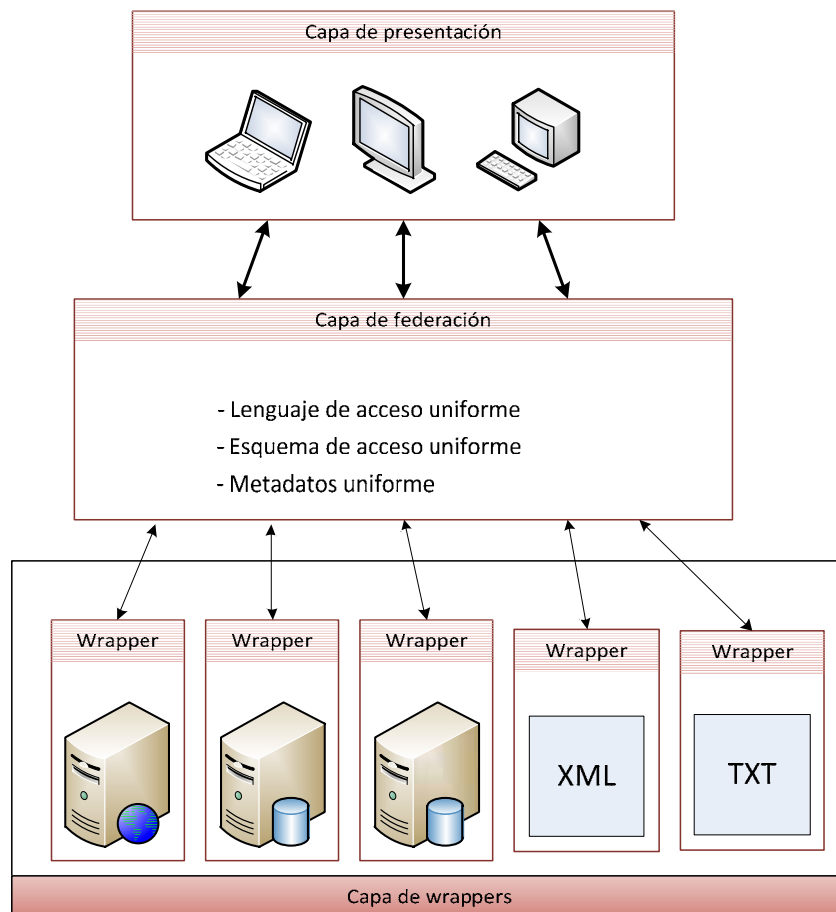 Capa de presentación
Capa de federación
- Lenguaje de acceso uniforme
- Esquema de acceso uniforme
- Metadatos uniforme
Wrapper
Wrapper
Wrapper
Wrapper
Wrapper
XML
TXT
Capa de wrappers